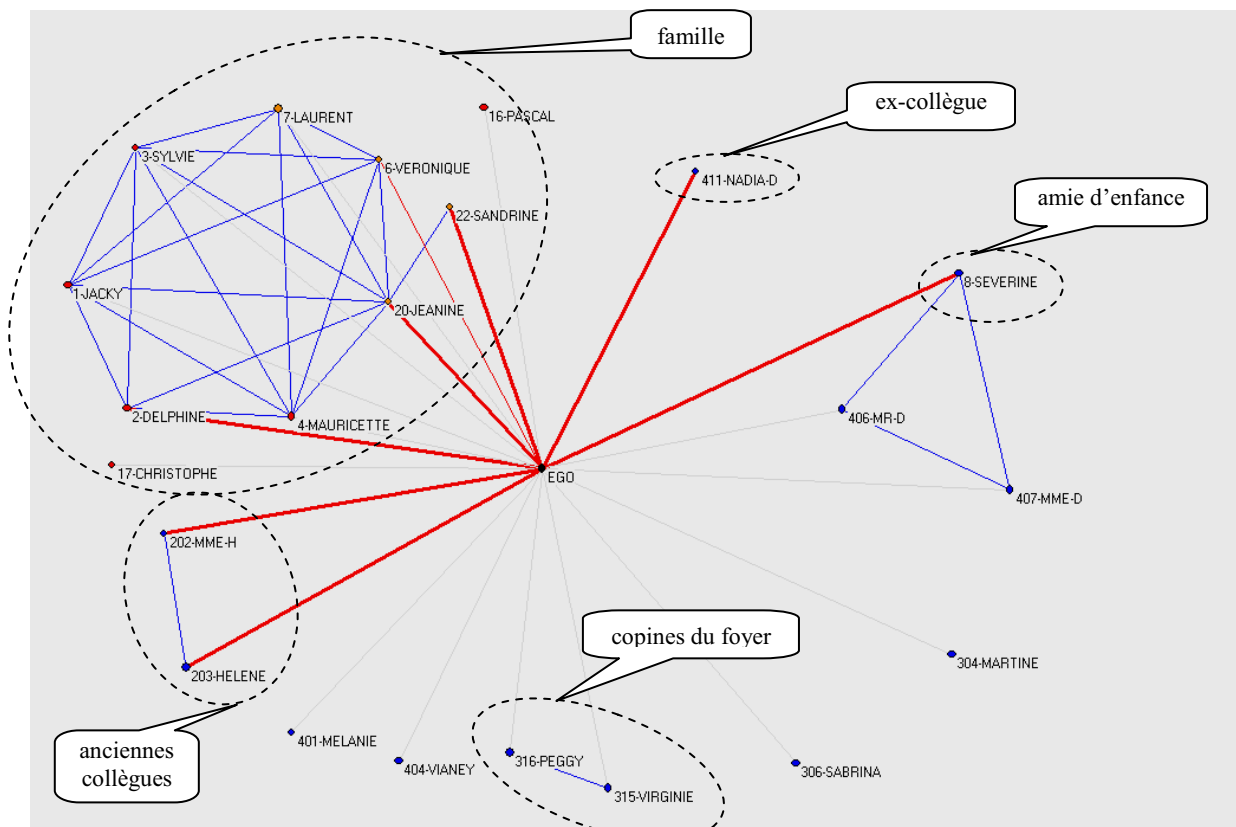 famille
7-LAURENT
16-PASCAL
ex-collègue
3-SYLVIE
6-VERONIQUE
411-NADIA-D
amie d'enfance
22-SANDRINE
8-SEVERINE
1-JACKY
20-JEANINE
2-DELPHINE
4-MAURICETTE
406-MR-D
17-CHRISTOPHE
EGO
407-MME-D
202-MME-H
copines du foyer
203-HELENE
304-MARTINE
anciennes
collègues
401-MELANIE
404-VIANEY
316-PEGGY
315-VIRGINIE
306-SABRINA